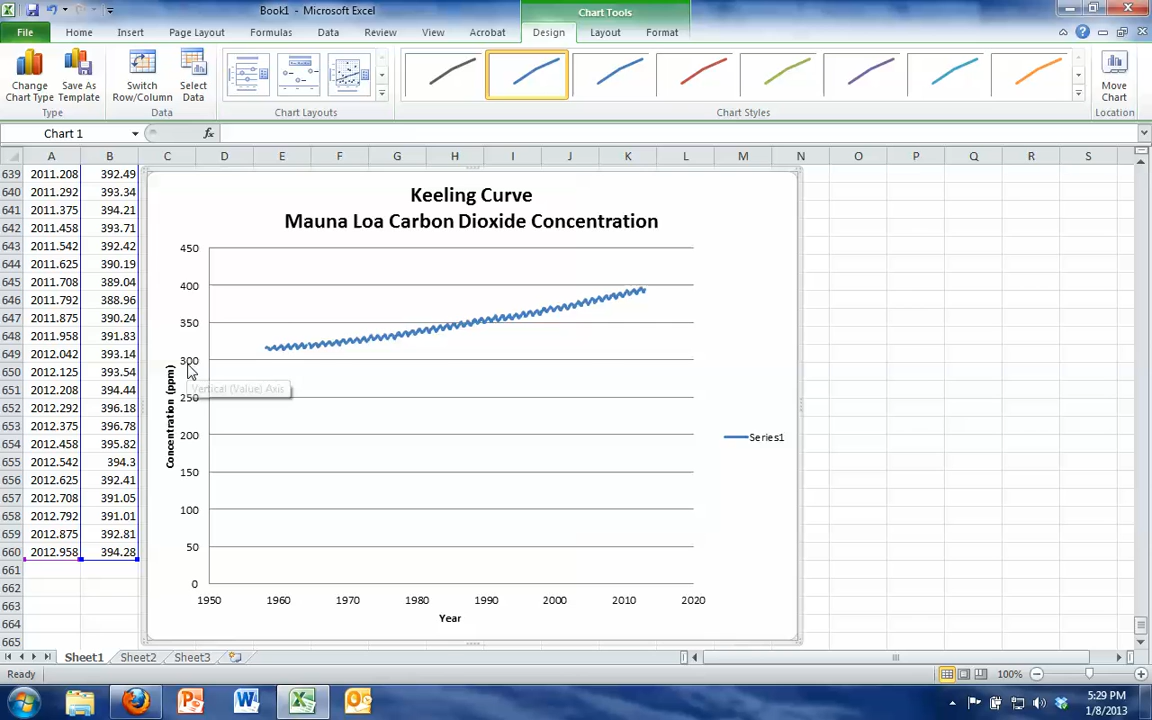 Book1 - Microsoft Excel
Chart Tools
File Home Insert Page Layout Formulas Data Review View Acrobat Design Layout Format
Change Chart Type
Save As Template
Switch Row/Column
Select Data
Move Chart
Type Data Chart Layouts Chart Styles Location
Chart 1 fx
A B C D E F G H I J K L M N O P Q R S
639 2011.208 392.49
640 2011.292 393.34
641 2011.375 394.21
642 2011.458 393.71
643 2011.542 392.42
644 2011.625 390.19
645 2011.708 389.04
646 2011.792 388.96
647 2011.875 390.24
648 2011.958 391.83
649 2012.042 393.14
650 2012.125 393.54
651 2012.208 394.44
652 2012.292 396.18
653 2012.375 396.78
654 2012.458 395.82
655 2012.542 394.3
656 2012.625 392.41
657 2012.708 391.05
658 2012.792 391.01
659 2012.875 392.81
660 2012.958 394.28
661
662
663
664
665
Keeling Curve
Mauna Loa Carbon Dioxide Concentration
450
400
350
300
250
200
150
100
50
0
Concentration (ppm)
Vertical (Value) Axis
Series1
1950 1960 1970 1980 1990 2000 2010 2020
Year
Sheet1 Sheet2 Sheet3
Ready 100%
5:29 PM
1/8/2013